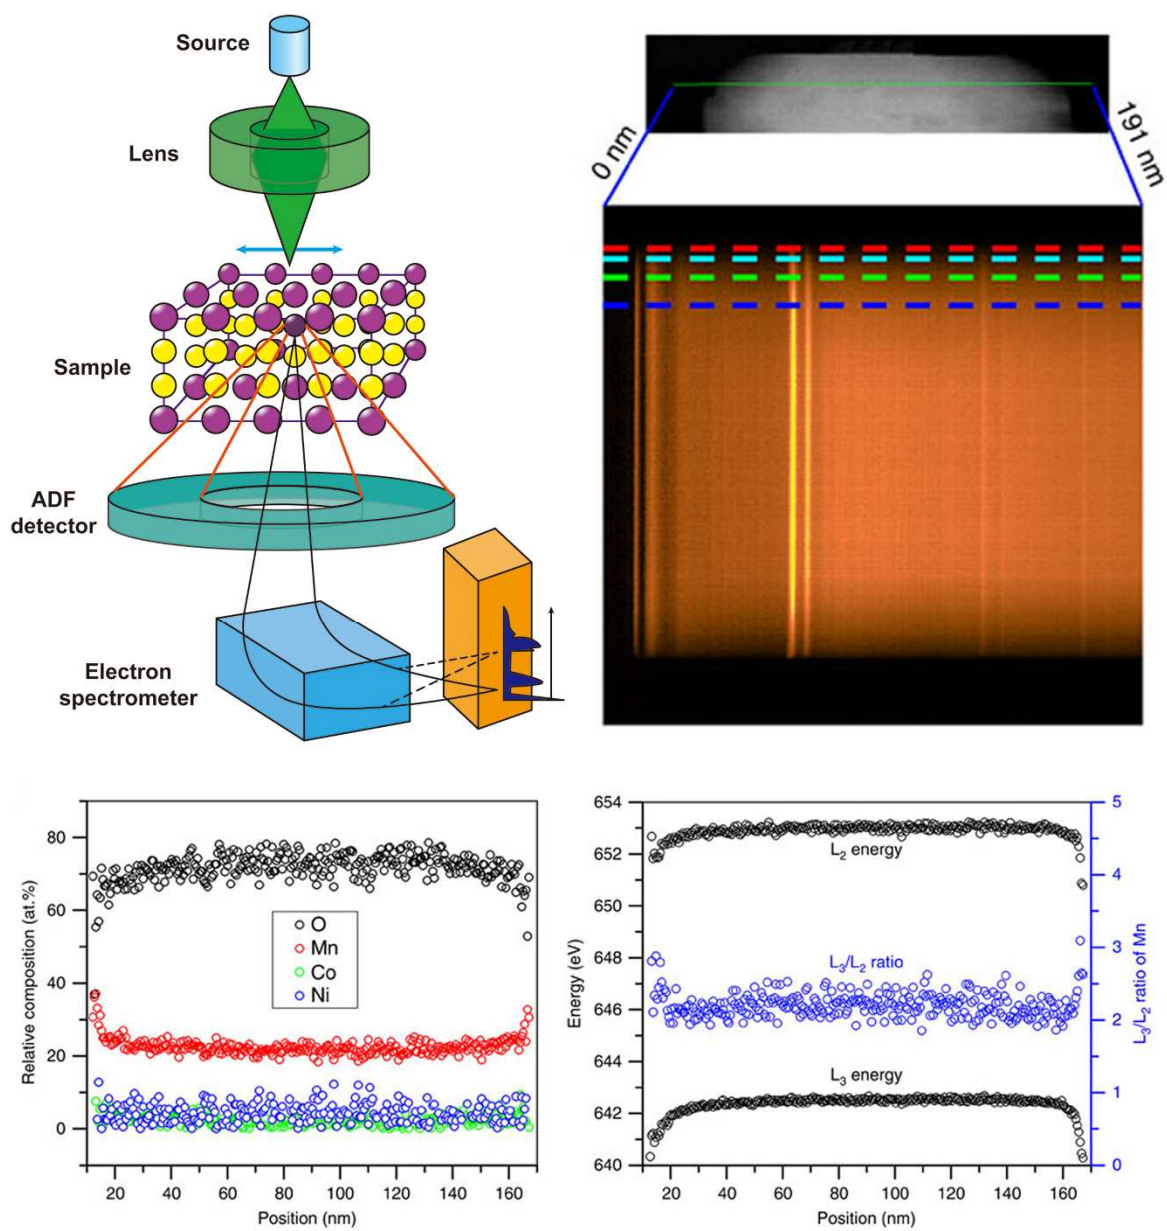 Source
Lens
Sample
ADF
detector
Electron
spectrometer
0 nm
191 nm
80
60
40
20
0
Relative composition (at.%)
O
Mn
Co
Ni
20 40 60 80 100 120 140 160
Position (nm)
654
652
650
648
646
644
642
640
Energy (eV)
L₂ energy
L₃/L₂ ratio
L₃ energy
5
4
3
2
1
0
L₃/L₂ ratio of Mn
20 40 60 80 100 120 140 160
Position (nm)